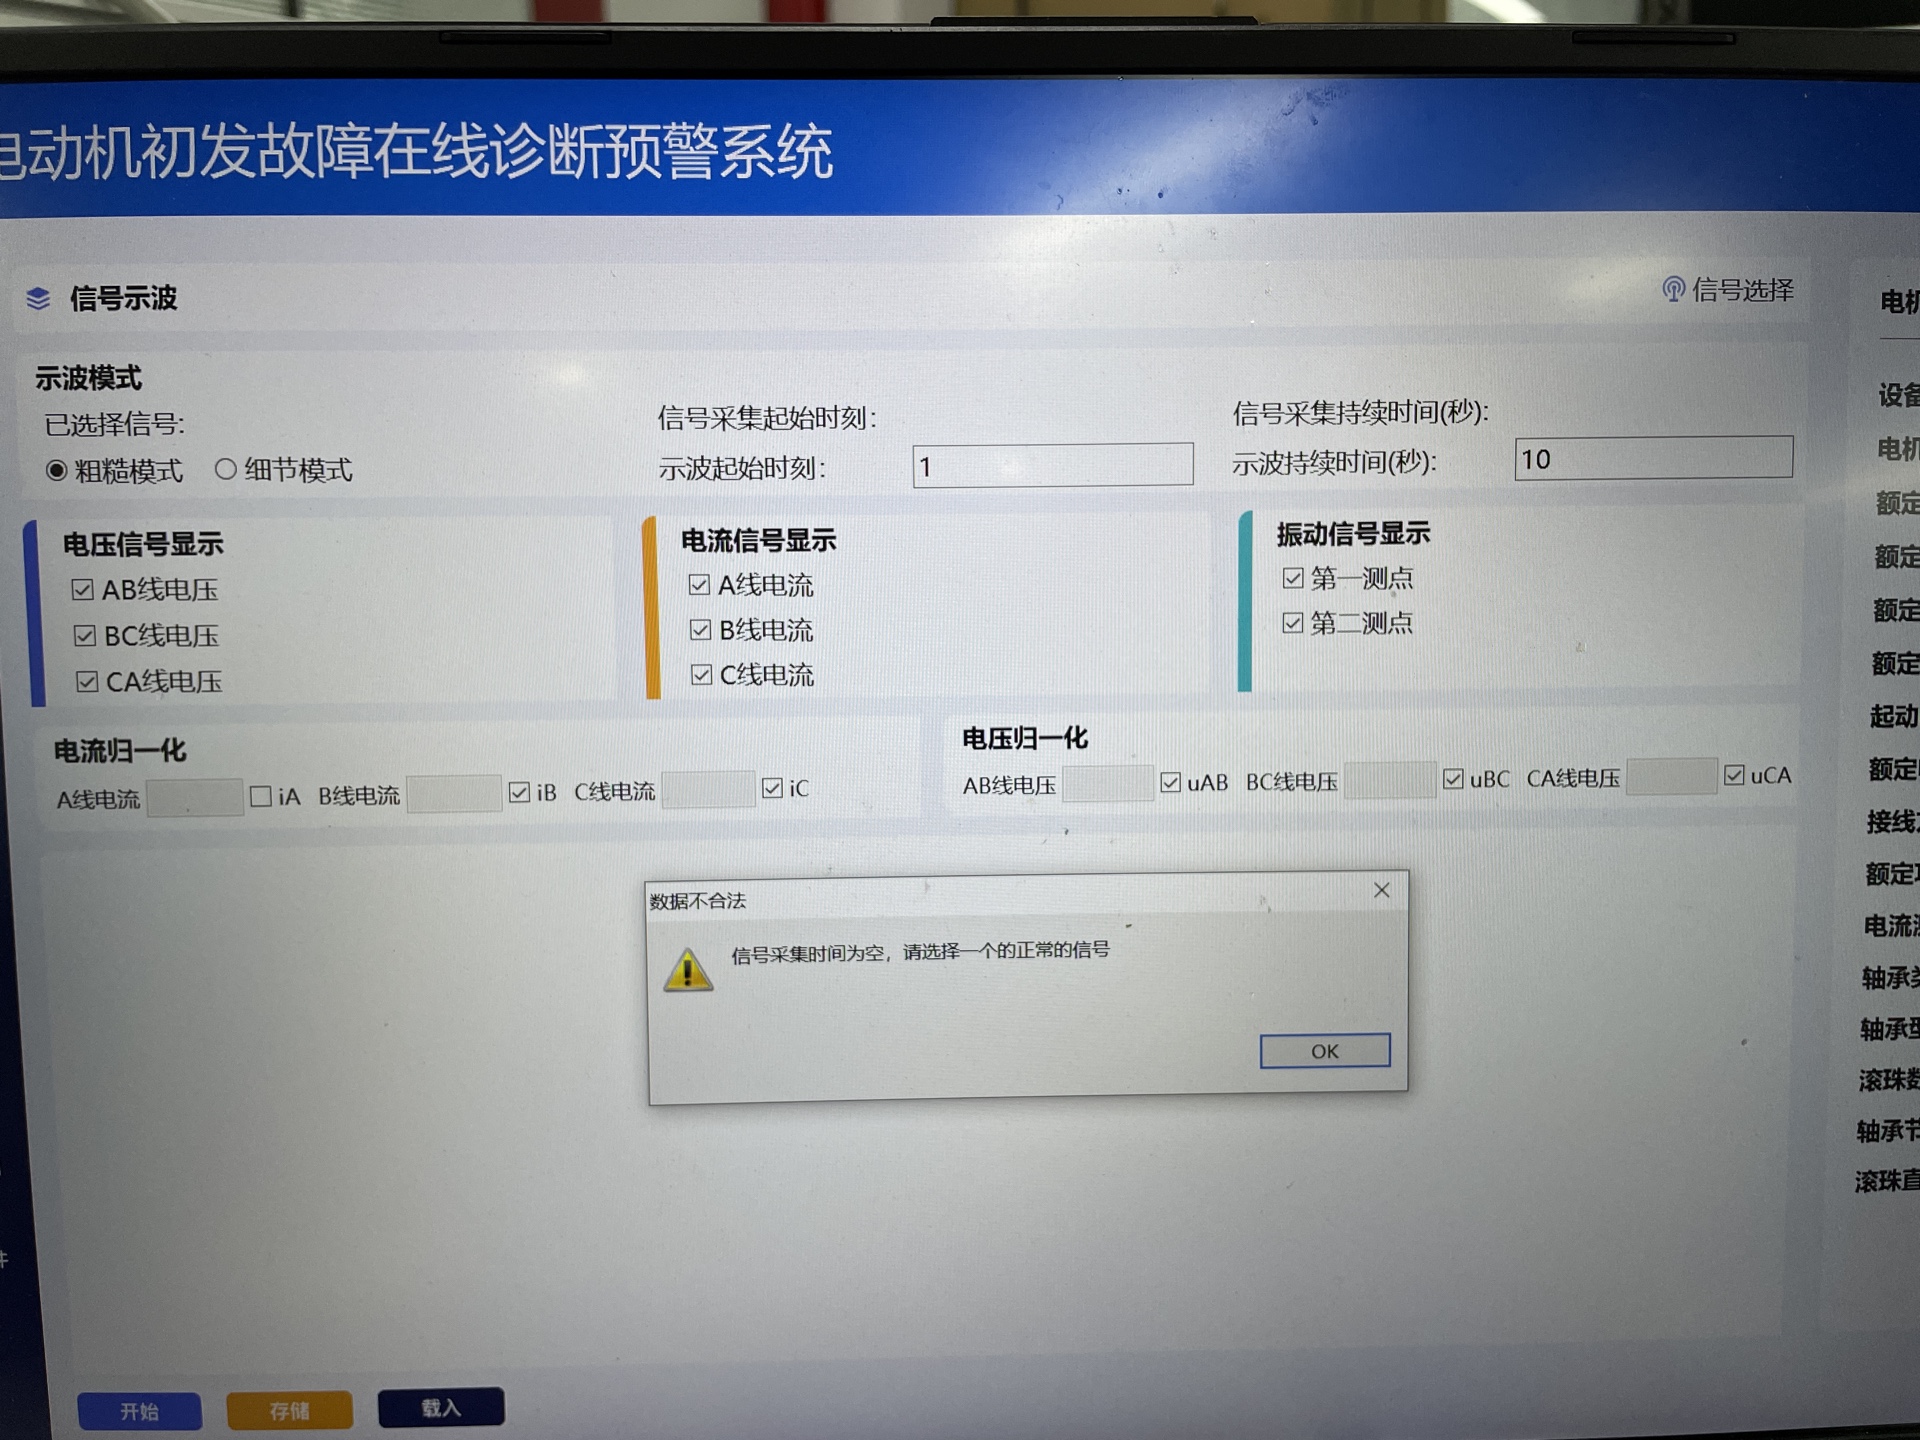 电动机初发故障在线诊断预警系统
信号示波
信号选择
示波模式
已选择信号:
信号采集起始时刻:
信号采集持续时间(秒):
粗糙模式 细节模式
示波起始时刻: 1
示波持续时间(秒): 10
电压信号显示
AB线电压
BC线电压
CA线电压
电流信号显示
A线电流
B线电流
C线电流
振动信号显示
第一测点
第二测点
电流归一化
A线电流 iA B线电流 iB C线电流 iC
电压归一化
AB线电压 uAB BC线电压 uBC CA线电压 uCA
数据不合法
信号采集时间为空，请选择一个的正常的信号
OK
开始 存储 载入
电机
设备
电机
额定
额定
额定
额定
起动
额定
接线
额定
电流
轴承
轴承
滚珠
轴承
滚珠